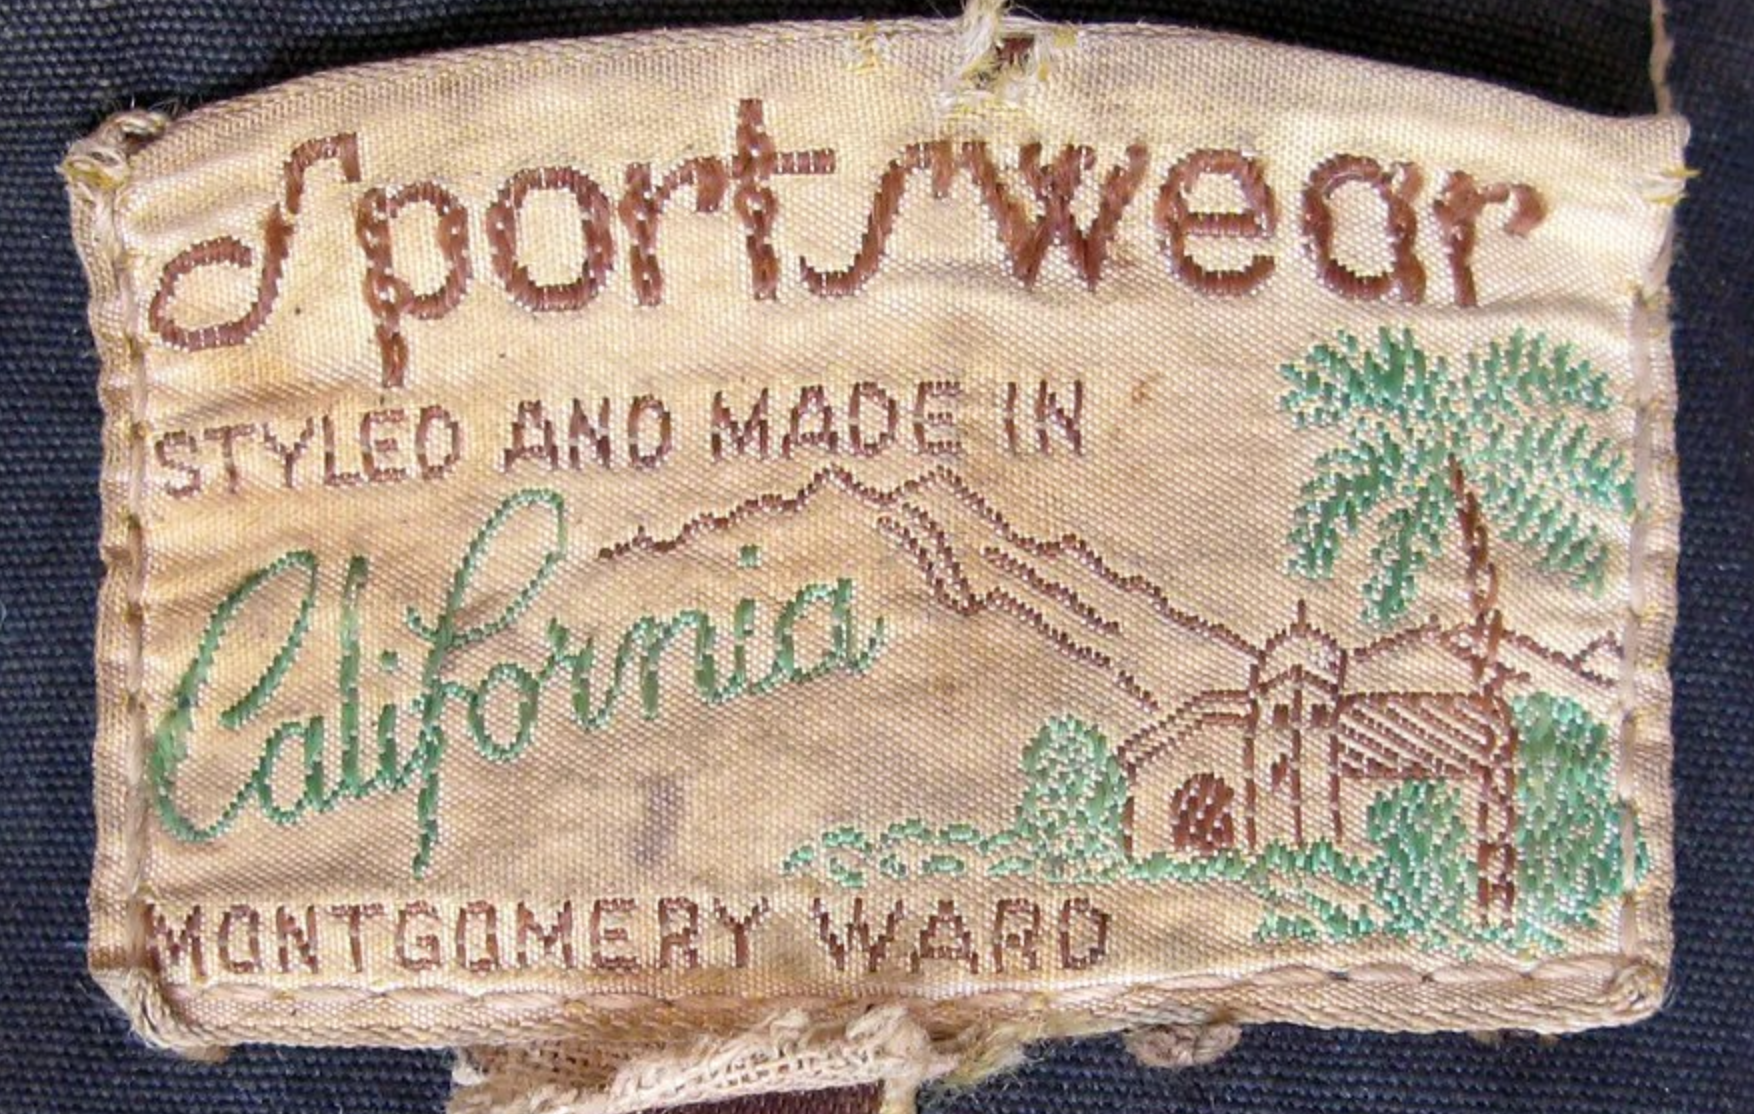 Sportswear
STYLED AND MADE IN
California
MONTGOMERY WARD